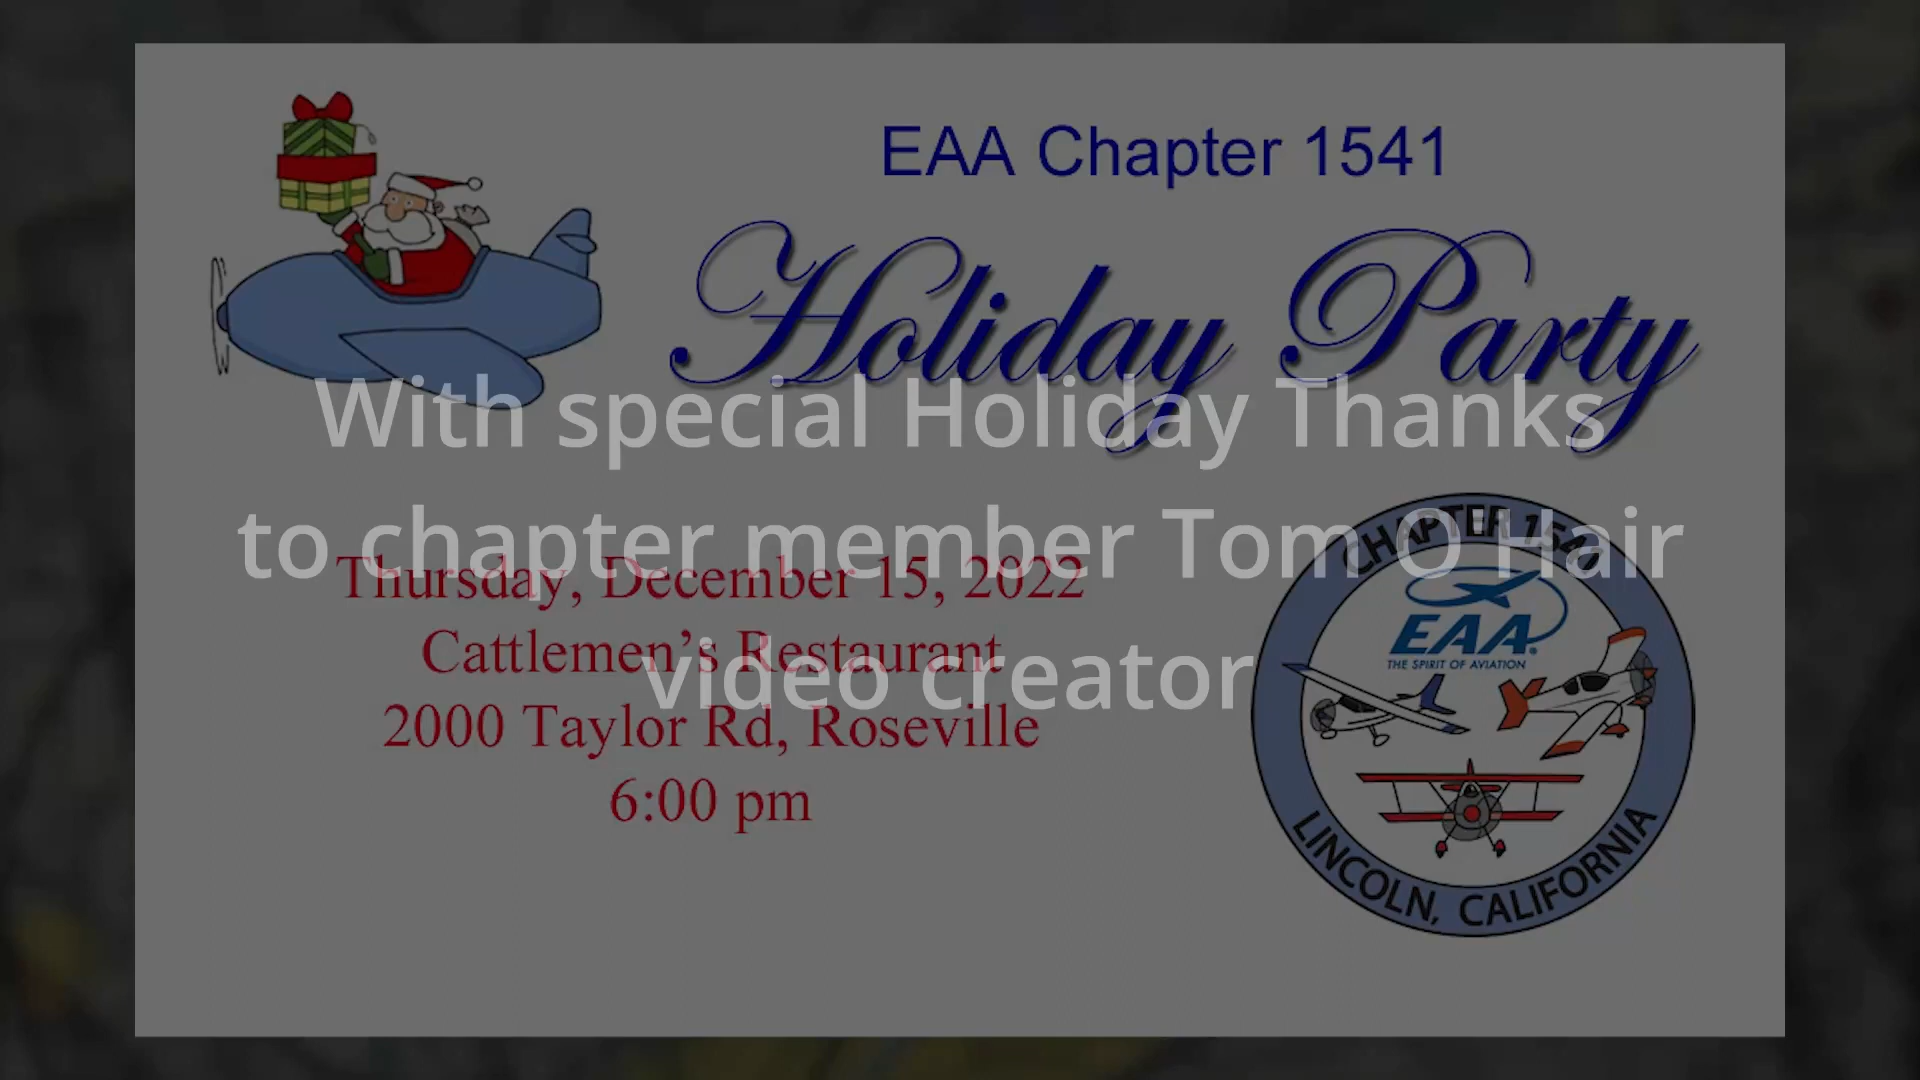 EAA Chapter 1541
Holiday Party
With special Holiday Thanks
to chapter member Tom O Hair
video creator
Thursday, December 15, 2022
Cattlemen’s Restaurant
2000 Taylor Rd, Roseville
6:00 pm
CHAPTER 1541
EAA®
THE SPIRIT OF AVIATION
LINCOLN, CALIFORNIA